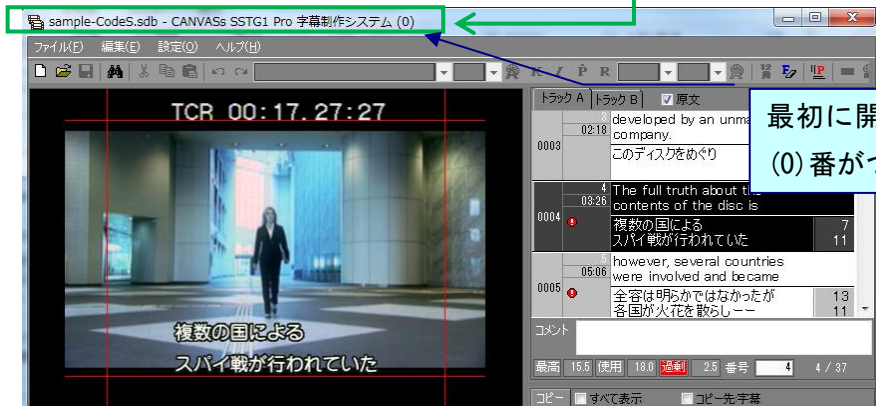 sample-CodeS.sdb - CANVASs SSTG1 Pro 字幕制作システム (0)
ファイル(F) 編集(E) 設定(O) ヘルプ(H)
K I P R
トラック A トラック B 原文
TCR 00:17.27:27
複数の国による
スパイ戦が行われていた
最初に開
(0)番が
3 developed by an unma
02:18 company.
0003
このディスクをめぐり
4 The full truth about the
03:26 contents of the disc is
0004
複数の国による 7
スパイ戦が行われていた 11
5 however, several countries
05:06 were involved and became
0005
全容は明らかではなかったが 13
各国が火花を散らしーー 11
コメント
最高 15.5 使用 18.0 過剰 2.5 番号 4 4 / 37
コピー すべて表示 コピー先字幕